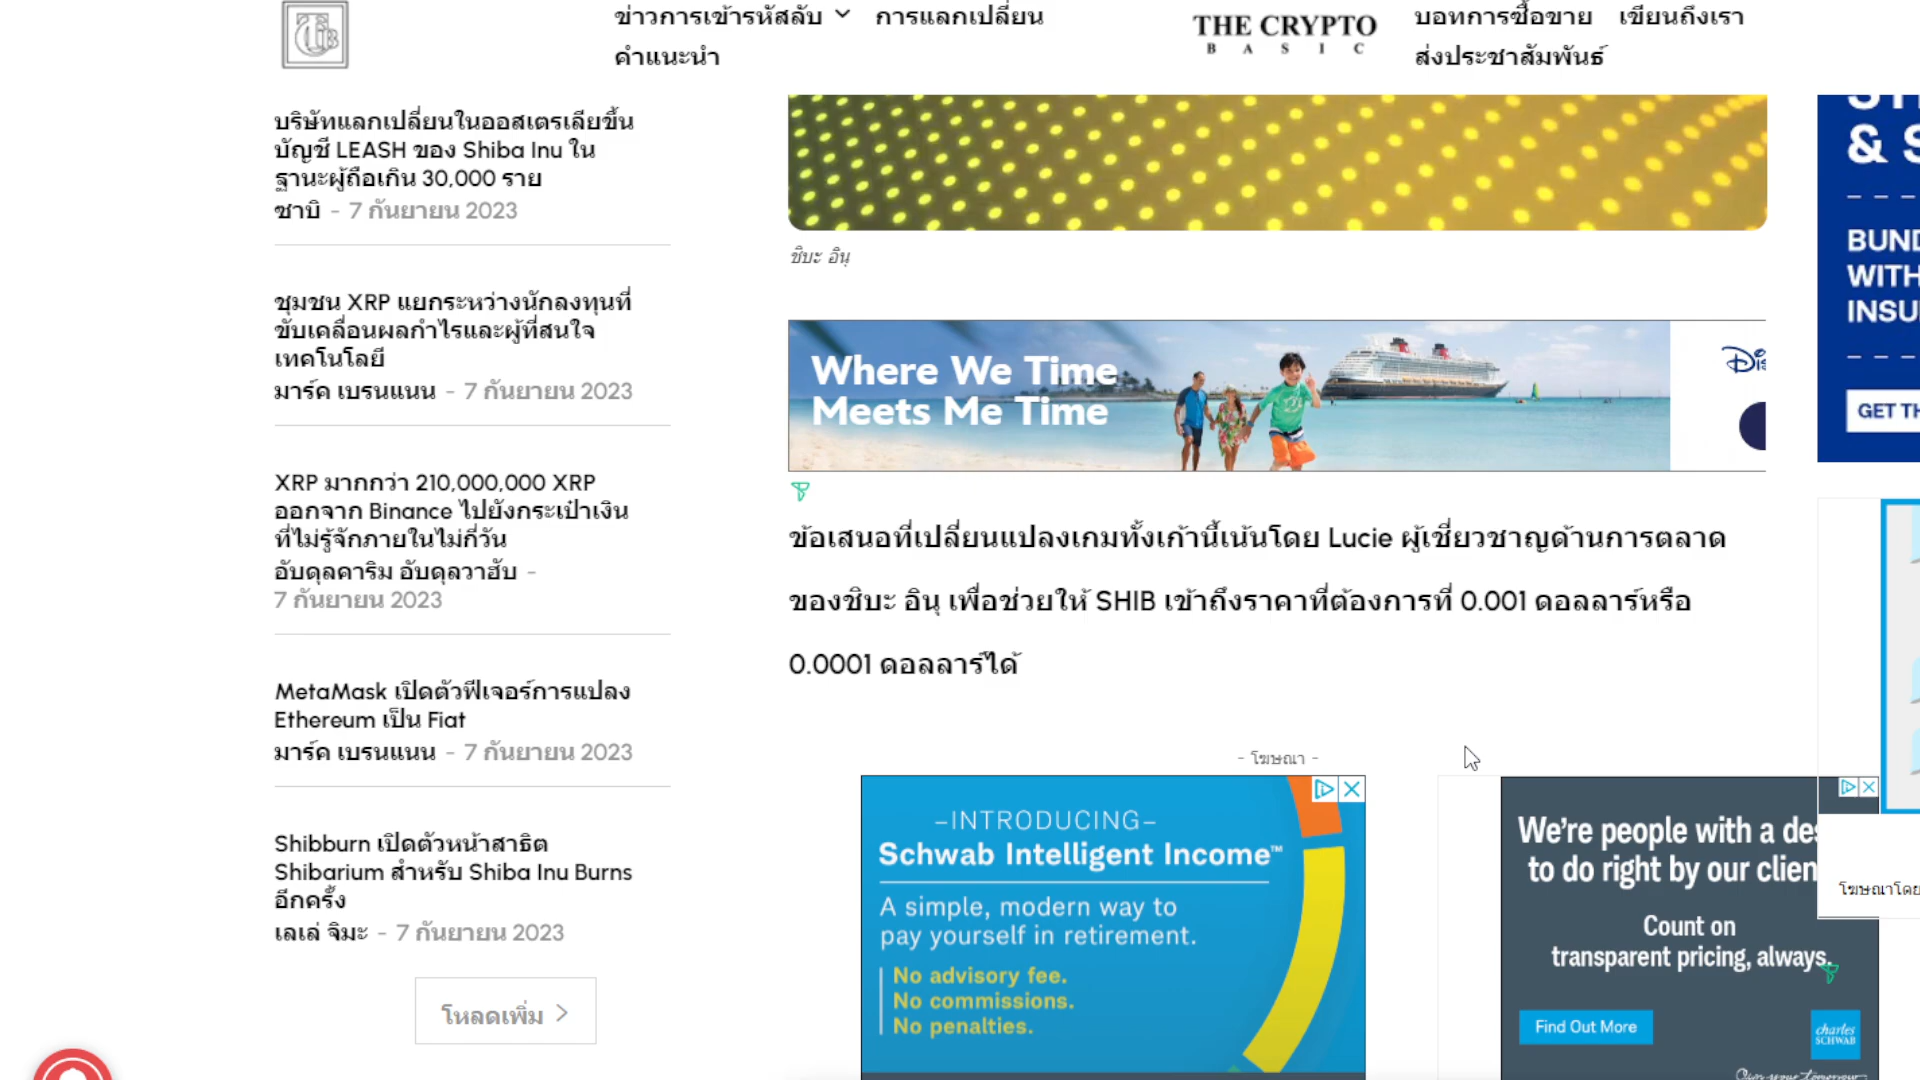 ข่าวการเข้ารหัสลับ
การแลกเปลี่ยน
คำแนะนำ
THE CRYPTO
BASIC
บอทการซื้อขาย
เขียนถึงเรา
ส่งประชาสัมพันธ์
บริษัทแลกเปลี่ยนในออสเตรเลียขึ้น
บัญชี LEASH ของ Shiba Inu ใน
ฐานะผู้ถือเกิน 30,000 ราย
ซาบิ - 7 กันยายน 2023
ชุมชน XRP แยกระหว่างนักลงทุนที่
ขับเคลื่อนผลกำไรและผู้ที่สนใจ
เทคโนโลยี
มาร์ค เบรนแนน - 7 กันยายน 2023
XRP มากกว่า 210,000,000 XRP
ออกจาก Binance ไปยังกระเป๋าเงิน
ที่ไม่รู้จักภายในไม่กี่วัน
อับดุลคาริม อับดุลวาฮับ -
7 กันยายน 2023
MetaMask เปิดตัวฟีเจอร์การแปลง
Ethereum เป็น Fiat
มาร์ค เบรนแนน - 7 กันยายน 2023
Shibburn เปิดตัวหน้าสาธิต
Shibarium สำหรับ Shiba Inu Burns
อีกครั้ง
เลเล่ จิมะ - 7 กันยายน 2023
โหลดเพิ่ม
ชิบะ อินุ
Where We Time
Meets Me Time
ข้อเสนอที่เปลี่ยนแปลงเกมทั้งเก้านี้เน้นโดย Lucie ผู้เชี่ยวชาญด้านการตลาด
ของชิบะ อินุ เพื่อช่วยให้ SHIB เข้าถึงราคาที่ต้องการที่ 0.001 ดอลลาร์หรือ
0.0001 ดอลลาร์ได้
- โฆษณา -
–INTRODUCING–
Schwab Intelligent Income™
A simple, modern way to
pay yourself in retirement.
No advisory fee.
No commissions.
No penalties.
We're people with a des
to do right by our clien
Count on
transparent pricing, always.
Find Out More
charles
SCHWAB
Own your tomorrow
& S
BUND
WITH
INSU
GET TH
โฆษณาโดย